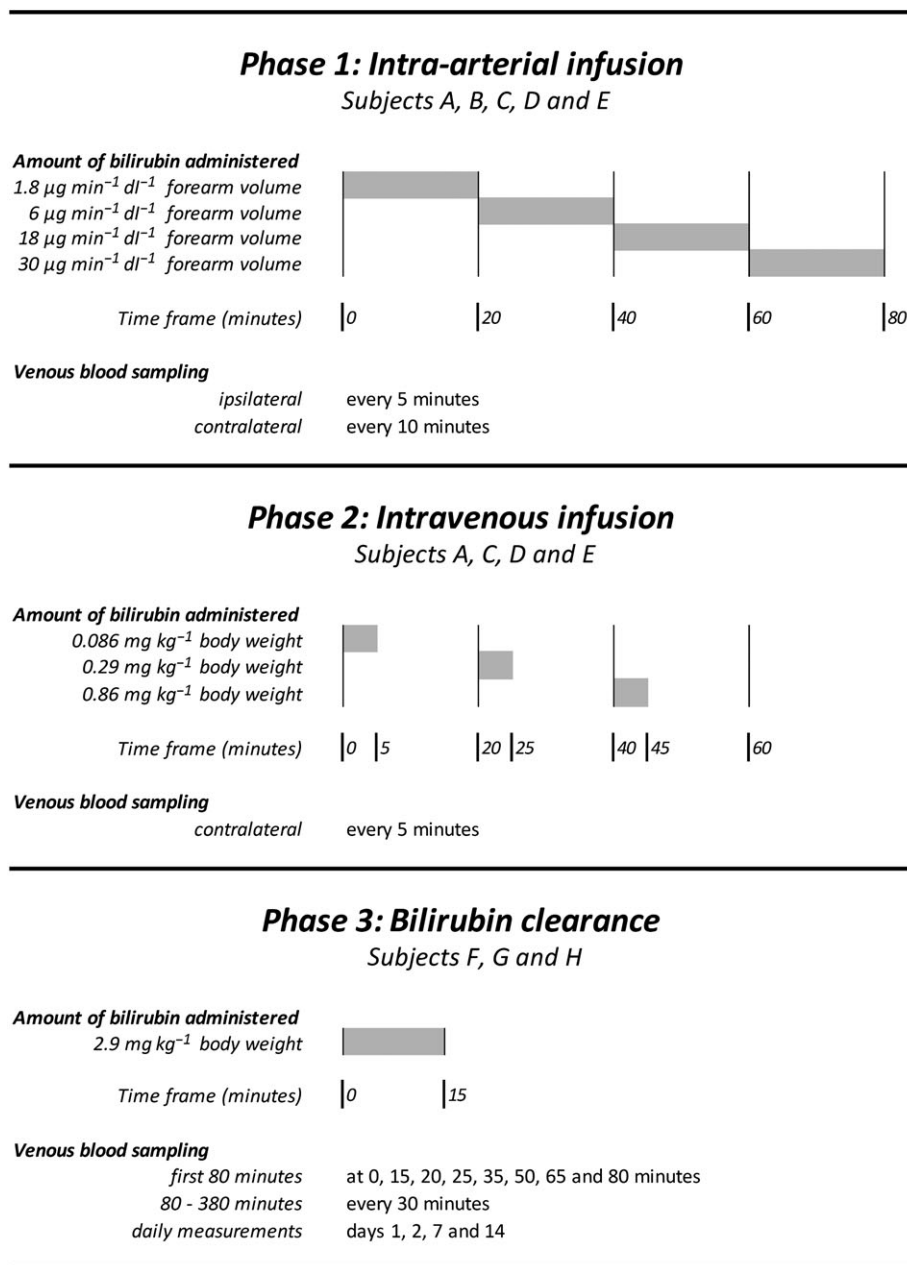 Phase 1: Intra-arterial infusion
Subjects A, B, C, D and E
Amount of bilirubin administered
1.8 µg min⁻¹ dl⁻¹ forearm volume
6 µg min⁻¹ dl⁻¹ forearm volume
18 µg min⁻¹ dl⁻¹ forearm volume
30 µg min⁻¹ dl⁻¹ forearm volume
Time frame (minutes) 0 20 40 60 80
Venous blood sampling
ipsilateral every 5 minutes
contralateral every 10 minutes
Phase 2: Intravenous infusion
Subjects A, C, D and E
Amount of bilirubin administered
0.086 mg kg⁻¹ body weight
0.29 mg kg⁻¹ body weight
0.86 mg kg⁻¹ body weight
Time frame (minutes) 0 5 20 25 40 45 60
Venous blood sampling
contralateral every 5 minutes
Phase 3: Bilirubin clearance
Subjects F, G and H
Amount of bilirubin administered
2.9 mg kg⁻¹ body weight
Time frame (minutes) 0 15
Venous blood sampling
first 80 minutes at 0, 15, 20, 25, 35, 50, 65 and 80 minutes
80 - 380 minutes every 30 minutes
daily measurements days 1, 2, 7 and 14